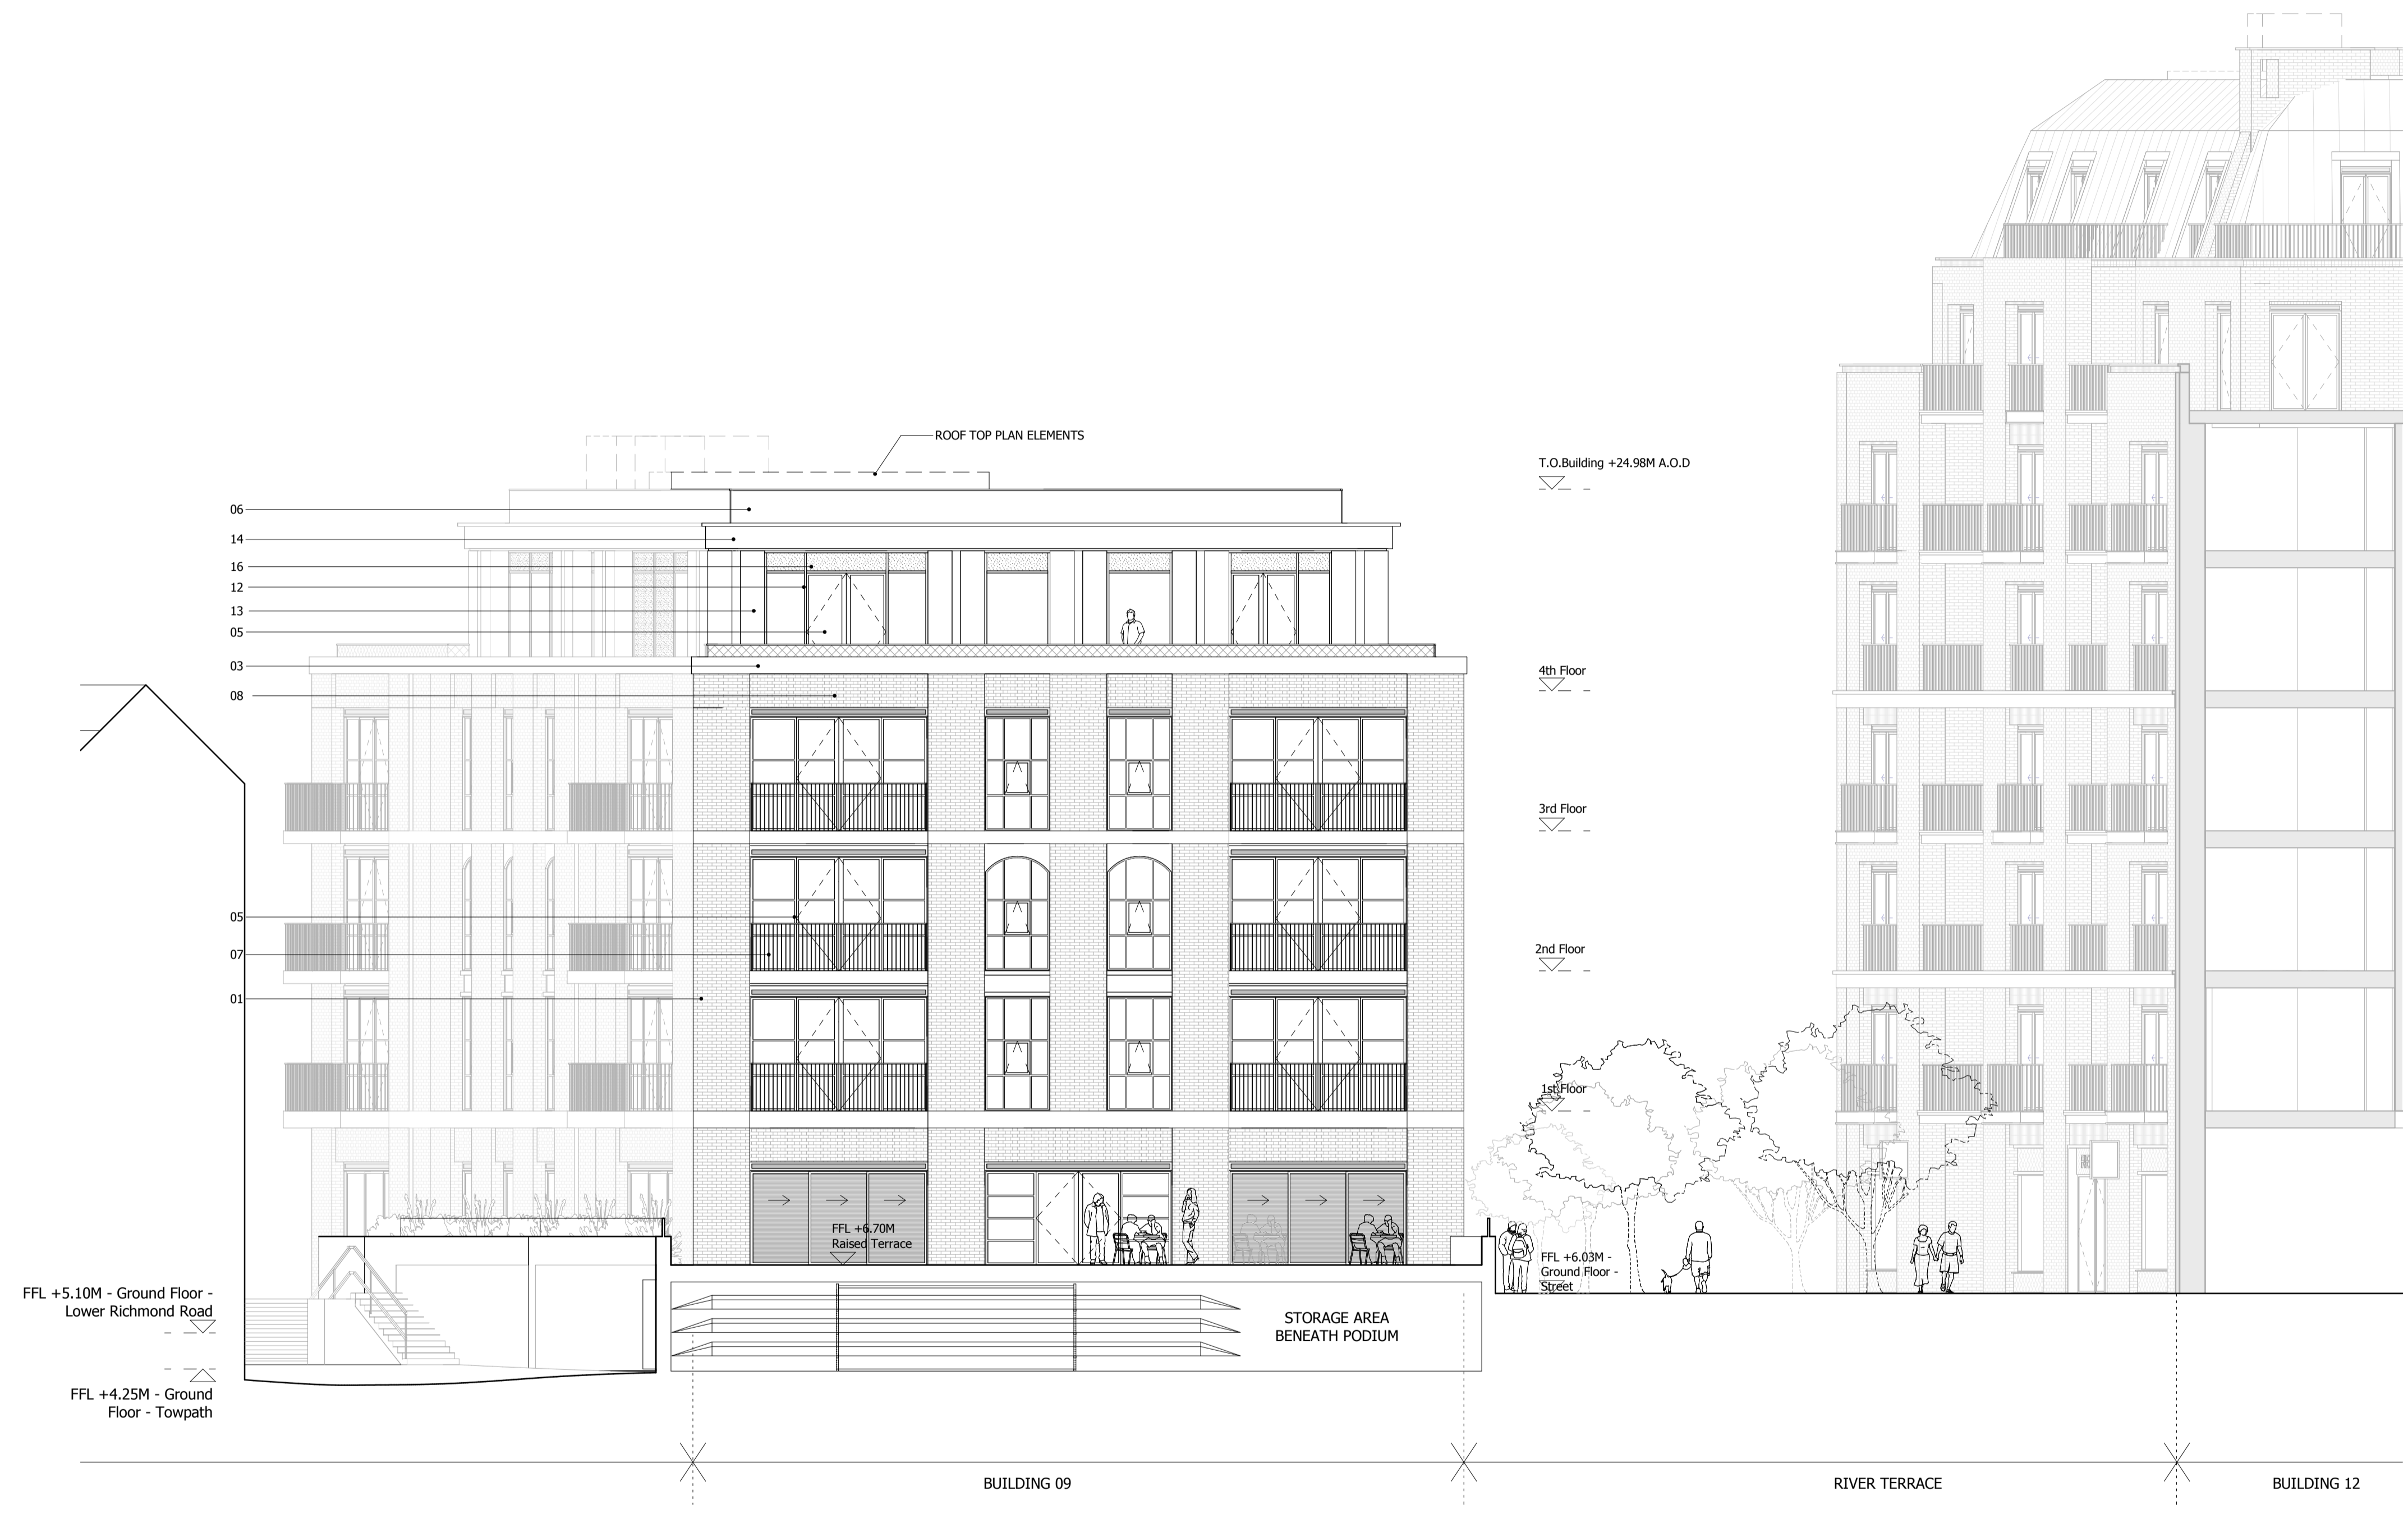 ROOF TOP PLAN ELEMENTS
T.O.Building +24.98M A.O.D
06
14
16
12
13
05
03
08
4th Floor
3rd Floor
05
07
01
2nd Floor
1st Floor
FFL +6.70M
Raised Terrace
FFL +6.03M -
Ground Floor -
Street
FFL +5.10M - Ground Floor -
Lower Richmond Road
FFL +4.25M - Ground
Floor - Towpath
STORAGE AREA
BENEATH PODIUM
BUILDING 09
RIVER TERRACE
BUILDING 12